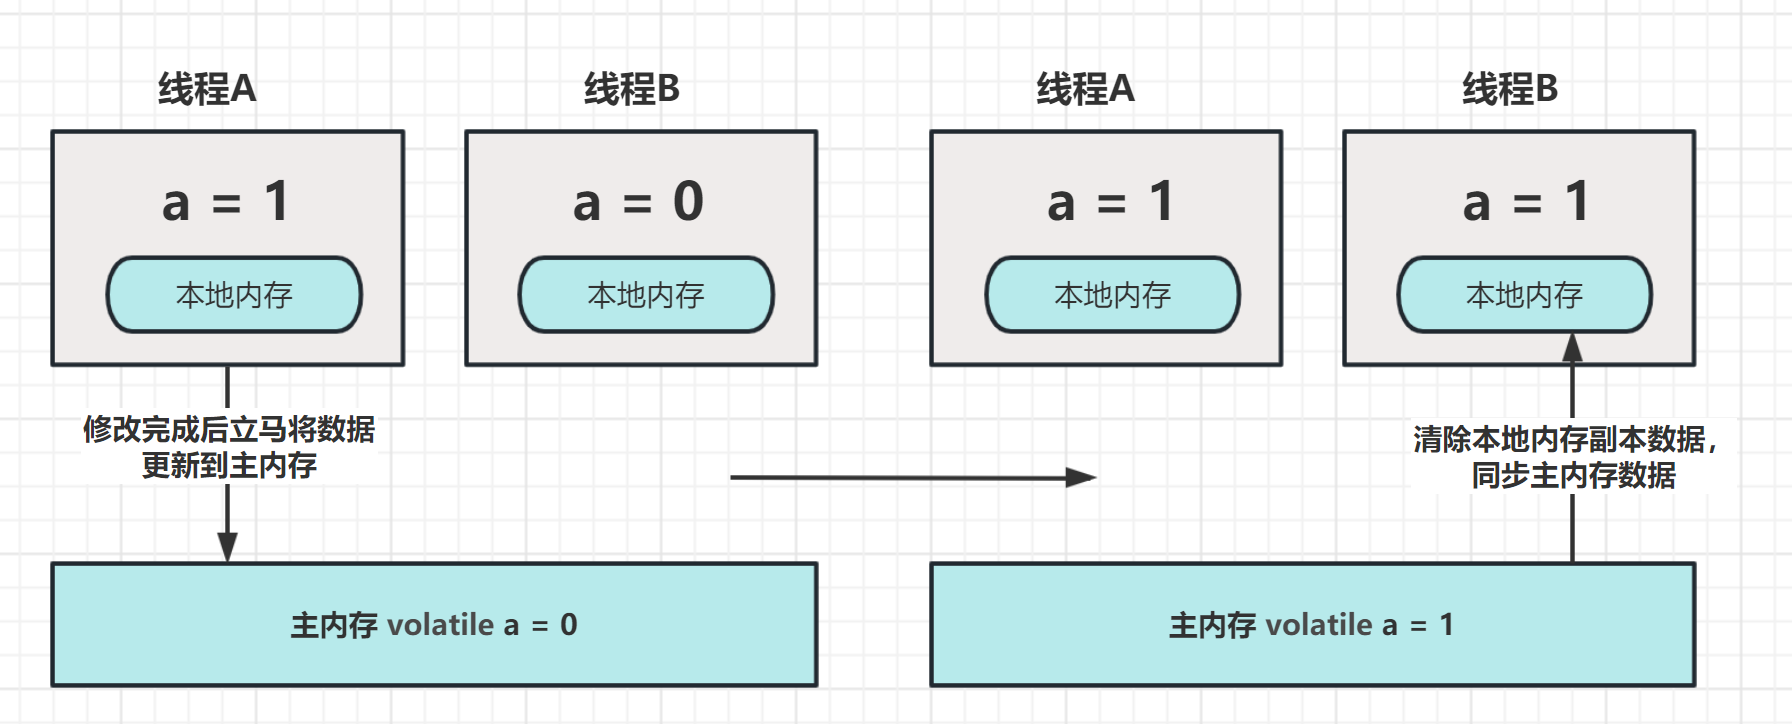 线程A
线程B
a = 1
a = 0
本地内存
本地内存
修改完成后立马将数据
更新到主内存
主内存 volatile a = 0
线程A
线程B
a = 1
a = 1
本地内存
本地内存
清除本地内存副本数据，
同步主内存数据
主内存 volatile a = 1